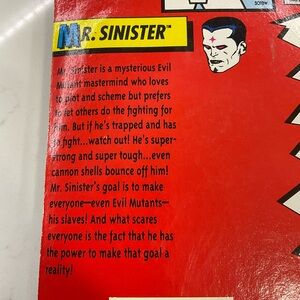 MR. SINISTER™
Mr. Sinister is a mysterious Evil
Mutant mastermind who loves
to plot and scheme but prefers
to let others do the fighting for
him. But if he's trapped and has
to fight...watch out! He's super-
strong and super tough...even
cannon shells bounce off him!
Mr. Sinister's goal is to make
everyone—even Evil Mutants—
his slaves! And what scares
everyone is the fact that he has
the power to make that goal a
reality!